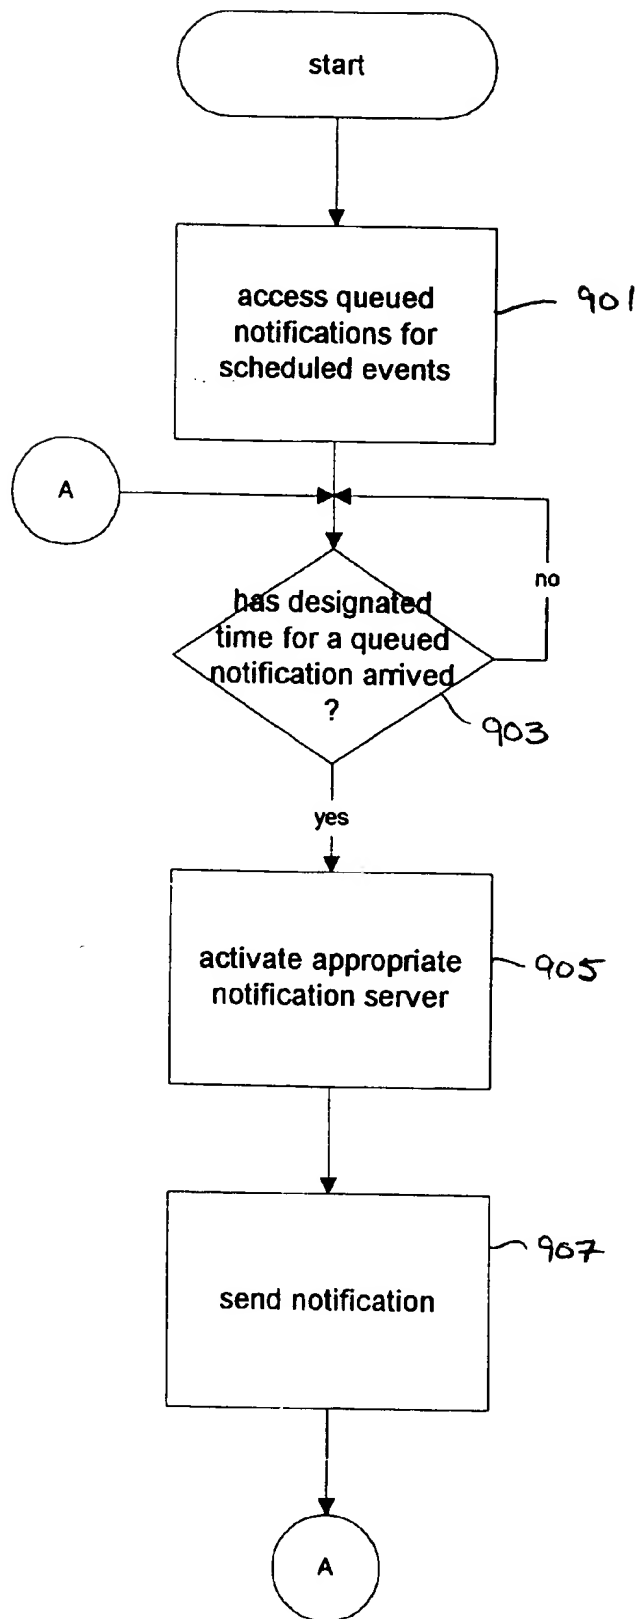 start
access queued
notifications for
scheduled events
901
A
no
has designated
time for a queued
notification arrived
?
903
yes
activate appropriate
notification server
905
send notification
907
A